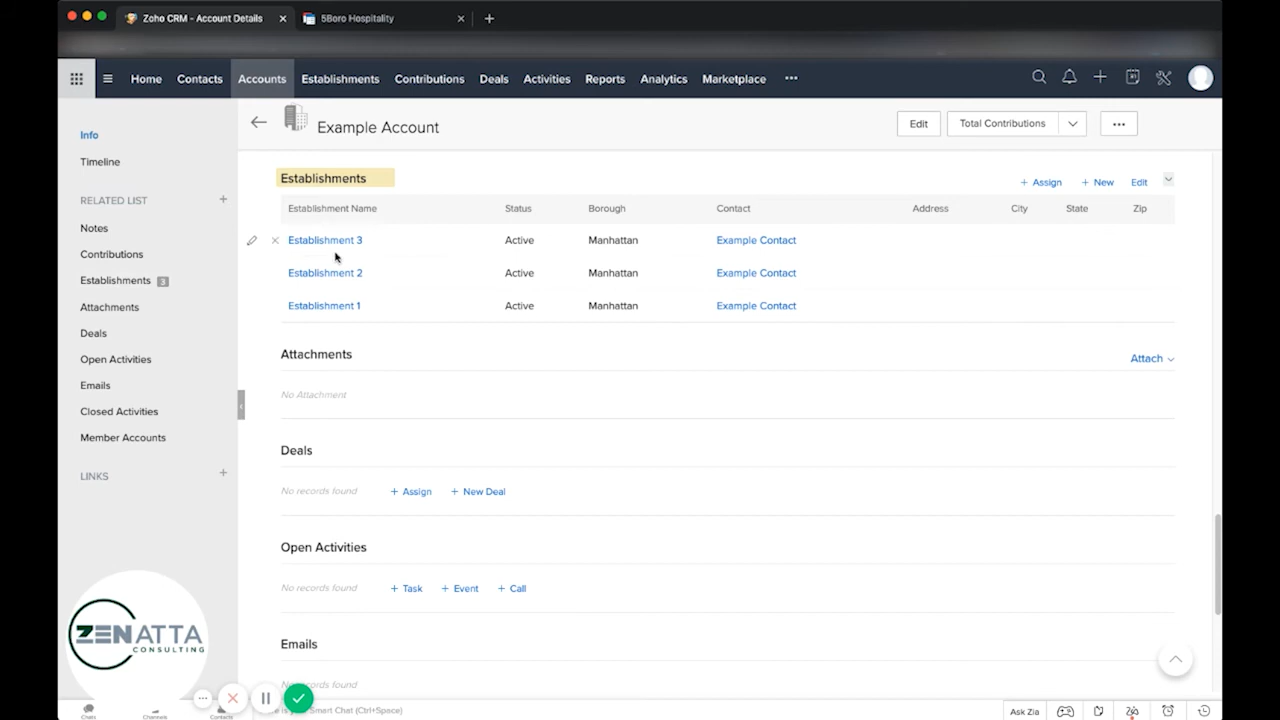 Zoho CRM - Account Details
5Boro Hospitality
Home Contacts Accounts Establishments Contributions Deals Activities Reports Analytics Marketplace
Example Account
Edit Total Contributions
Info
Timeline
RELATED LIST
Notes
Contributions
Establishments 3
Attachments
Deals
Open Activities
Emails
Closed Activities
Member Accounts
LINKS
Establishments
+ Assign + New Edit
Establishment Name Status Borough Contact Address City State Zip
Establishment 3 Active Manhattan Example Contact
Establishment 2 Active Manhattan Example Contact
Establishment 1 Active Manhattan Example Contact
Attachments
Attach
No Attachment
Deals
No records found + Assign + New Deal
Open Activities
No records found + Task + Event + Call
Emails
No records found
ZENATTA
CONSULTING
Chats Channels Contacts
Smart Chat (Ctrl+Space)
Ask Zia